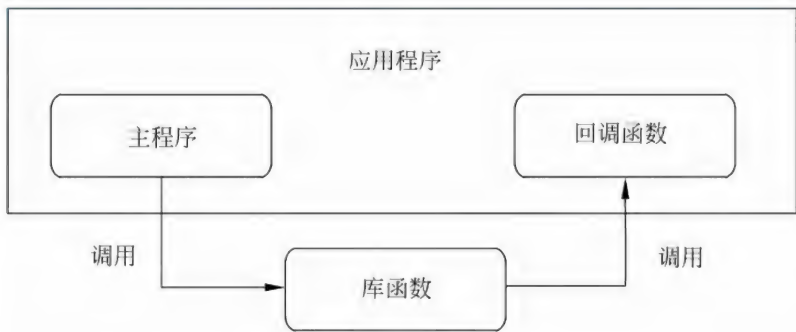 应用程序
主程序
回调函数
调用
调用
库函数